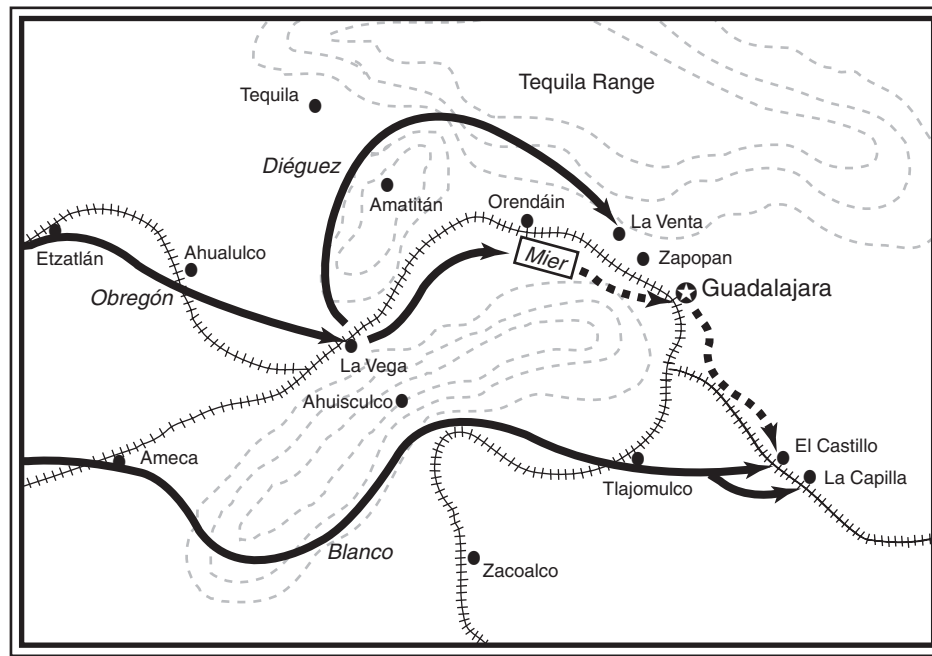 Tequila Range
Tequila
Diéguez
Amatitán
Orendáin
La Venta
Etzatlán
Ahualulco
Mier
Zapopan
Obregón
Guadalajara
La Vega
Ahuisculco
Ameca
El Castillo
Tlajomulco
La Capilla
Blanco
Zacoalco